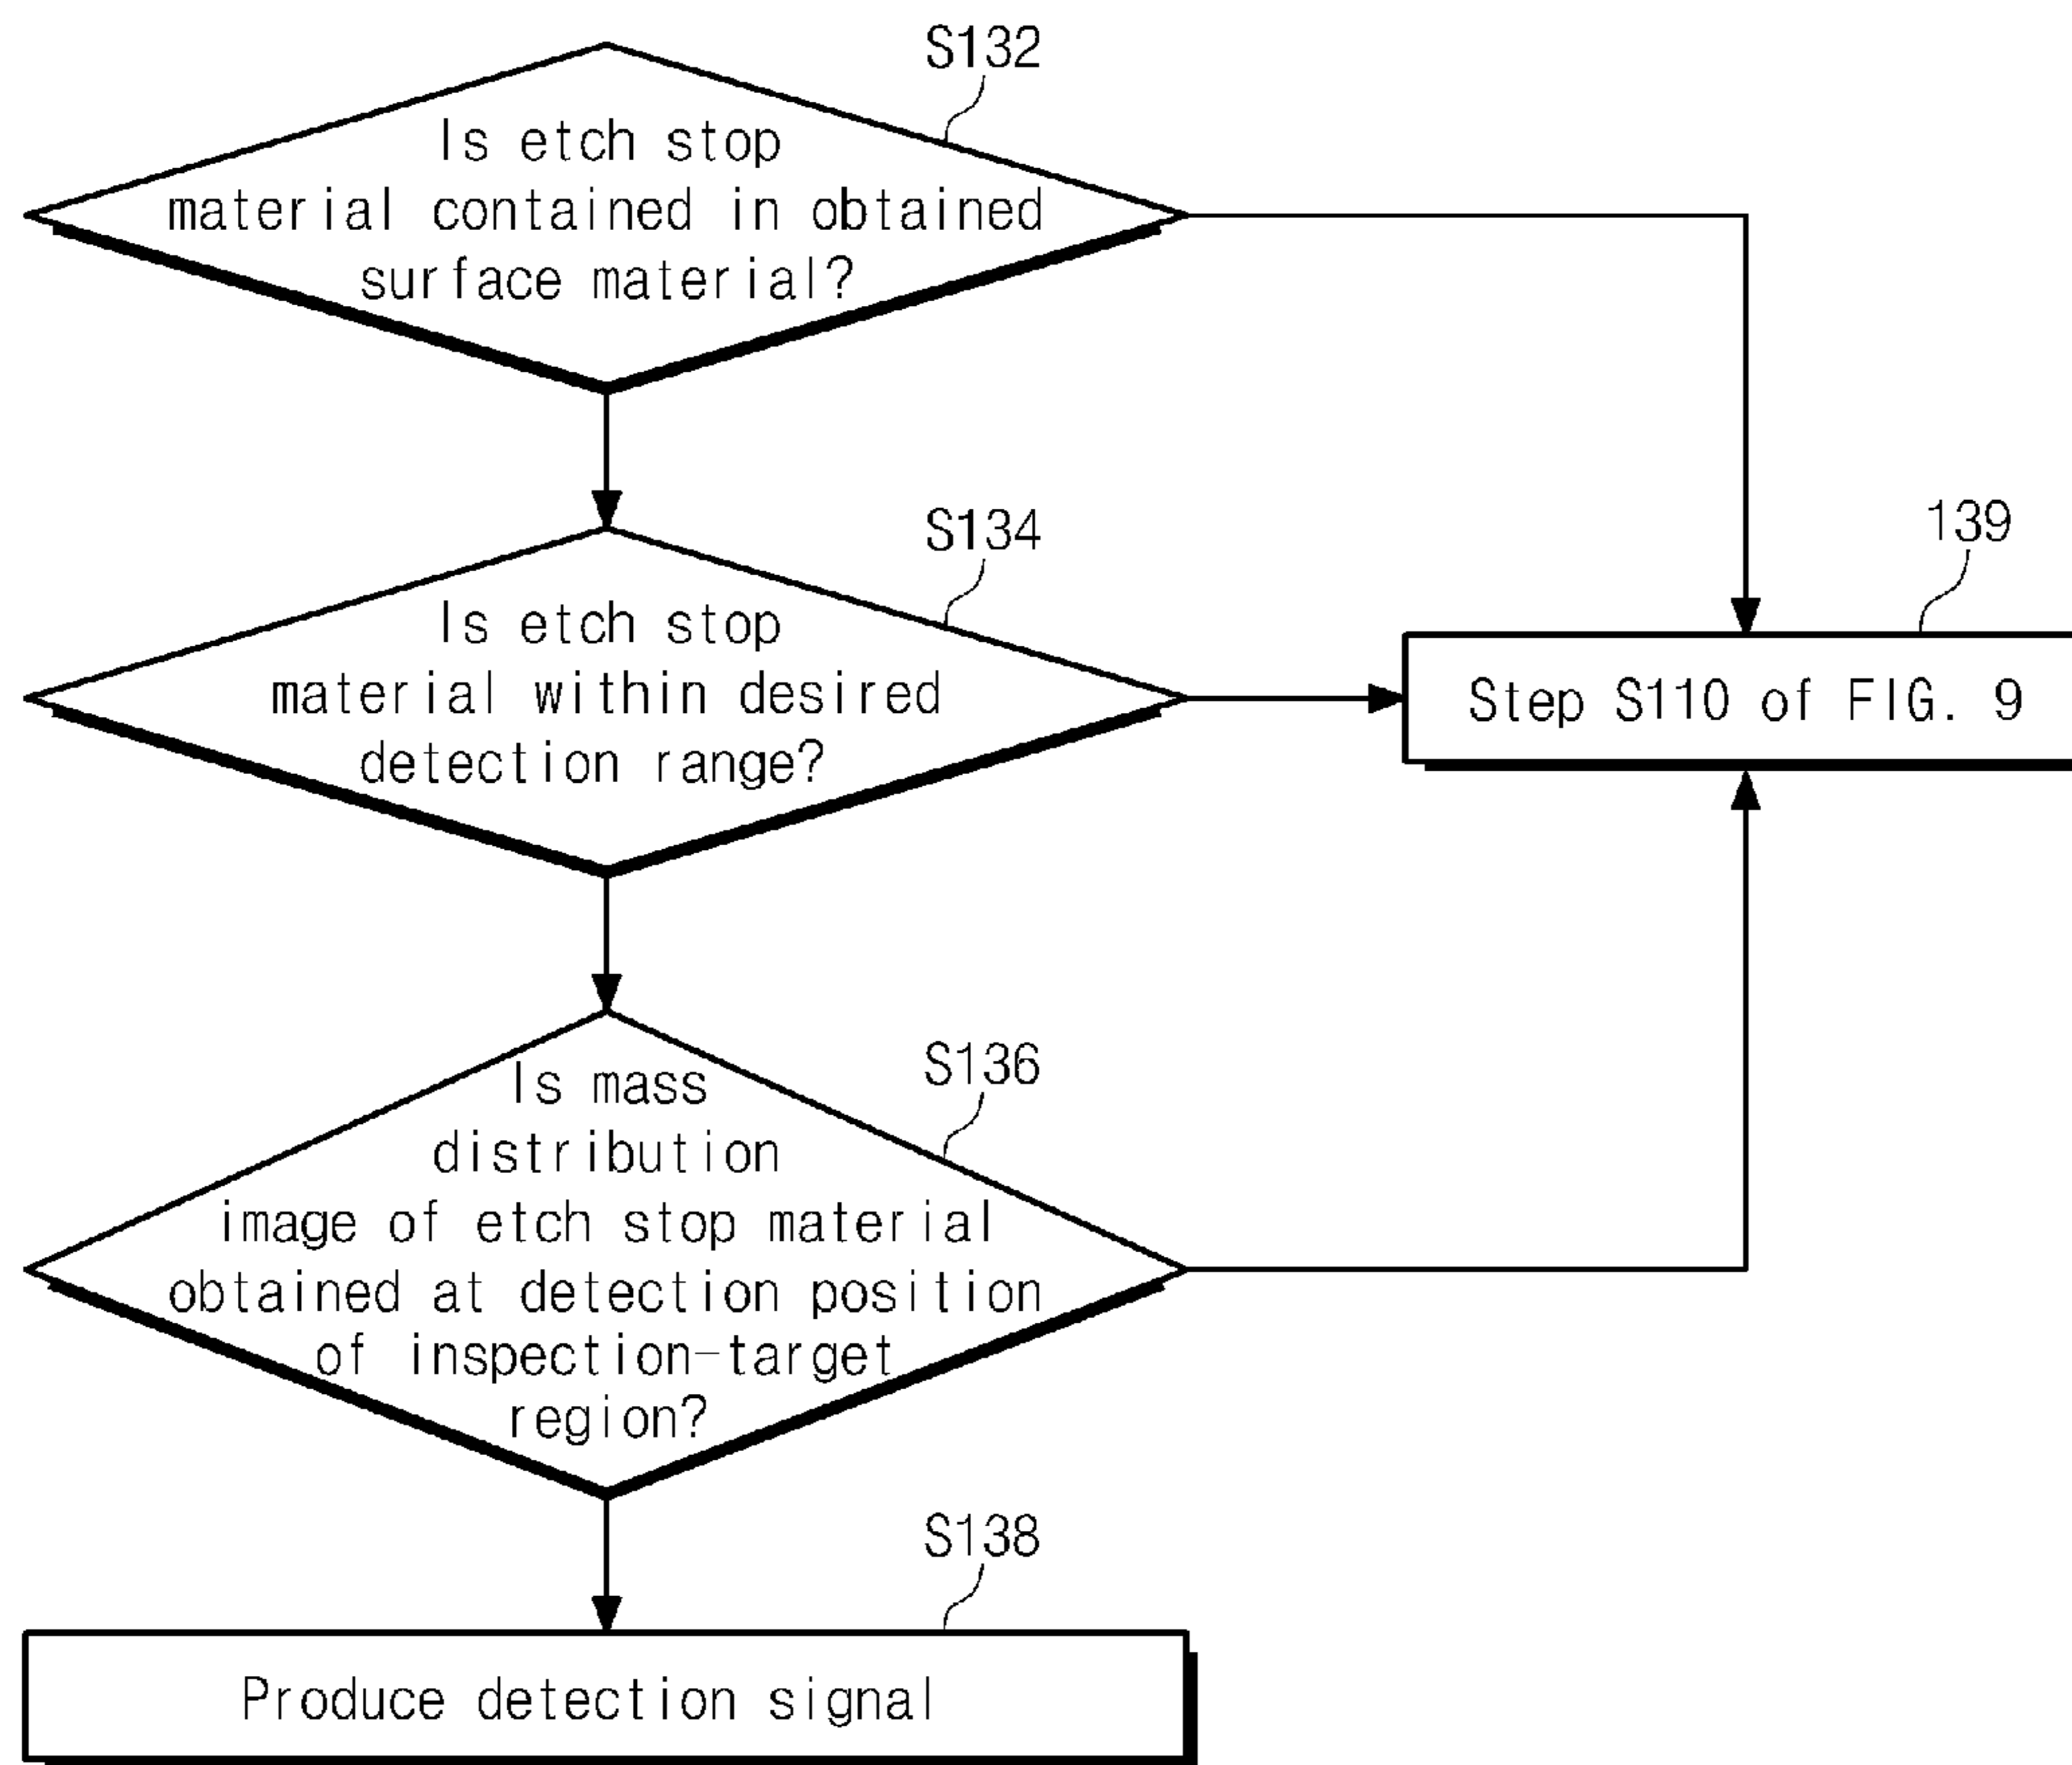 S132
Is etch stop
material contained in obtained
surface material?
S134
Is etch stop
material within desired
detection range?
139
Step S110 of FIG. 9
S136
Is mass
distribution
image of etch stop material
obtained at detection position
of inspection-target
region?
S138
Produce detection signal